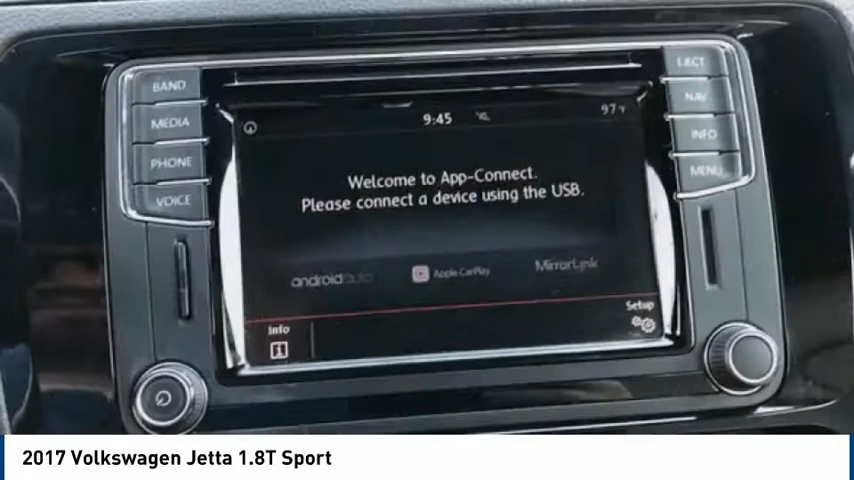 BAND
MEDIA
PHONE
VOICE
EJECT
NAV
INFO
MENU
9:45
97°F
Welcome to App-Connect.
Please connect a device using the USB.
androidauto
Apple CarPlay
MirrorLink
Info
Setup
2017 Volkswagen Jetta 1.8T Sport